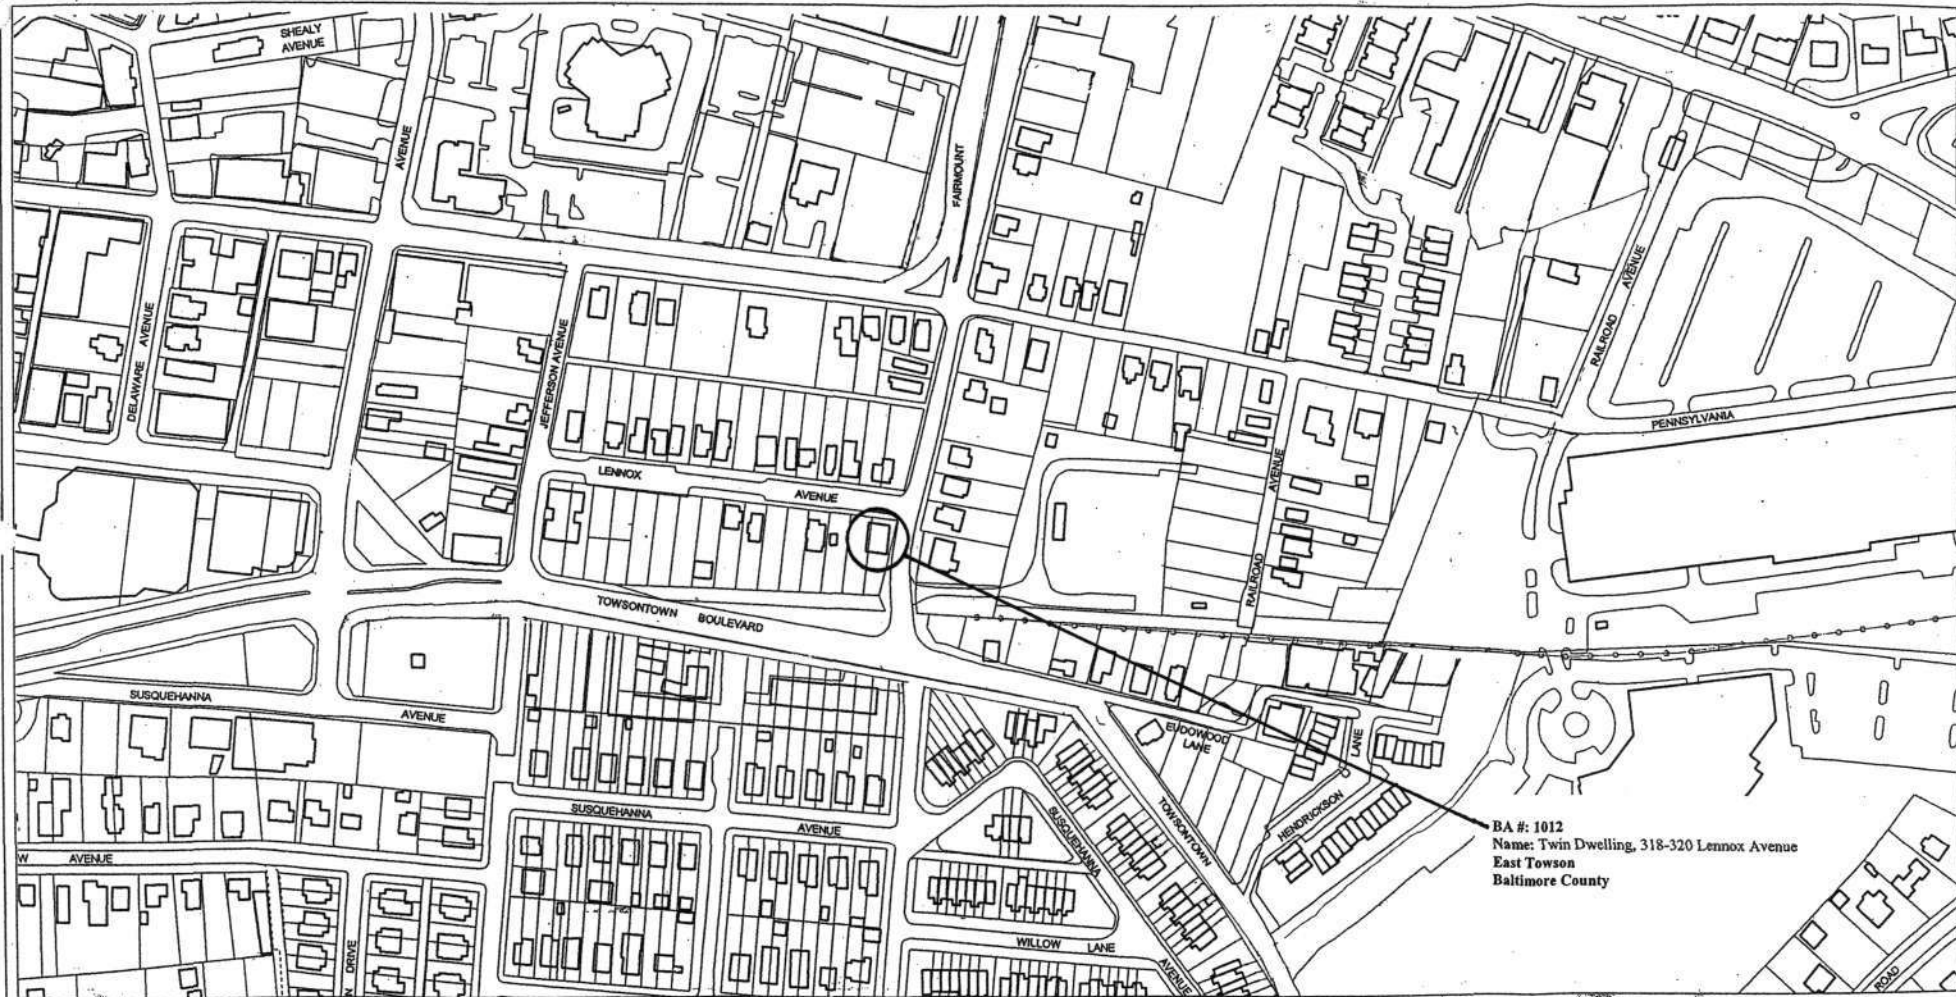 SHEALY
AVENUE
AVENUE
FAIRMOUNT
DELAWARE AVENUE
JEFFERSON AVENUE
RAILROAD AVENUE
PENNSYLVANIA
LENNOX
AVENUE
RAILROAD AVENUE
TOWSONTOWN
BOULEVARD
SUSQUEHANNA
AVENUE
EUDOWOOD
LANE
LANE
HENDRICKSON
SUSQUEHANNA
AVENUE
SUSQUEHANNA
AVENUE
TOWSONTOWN
BA #: 1012
Name: Twin Dwelling, 318-320 Lennox Avenue
East Towson
Baltimore County
W AVENUE
WILLOW LANE
DRIVE
ROAD